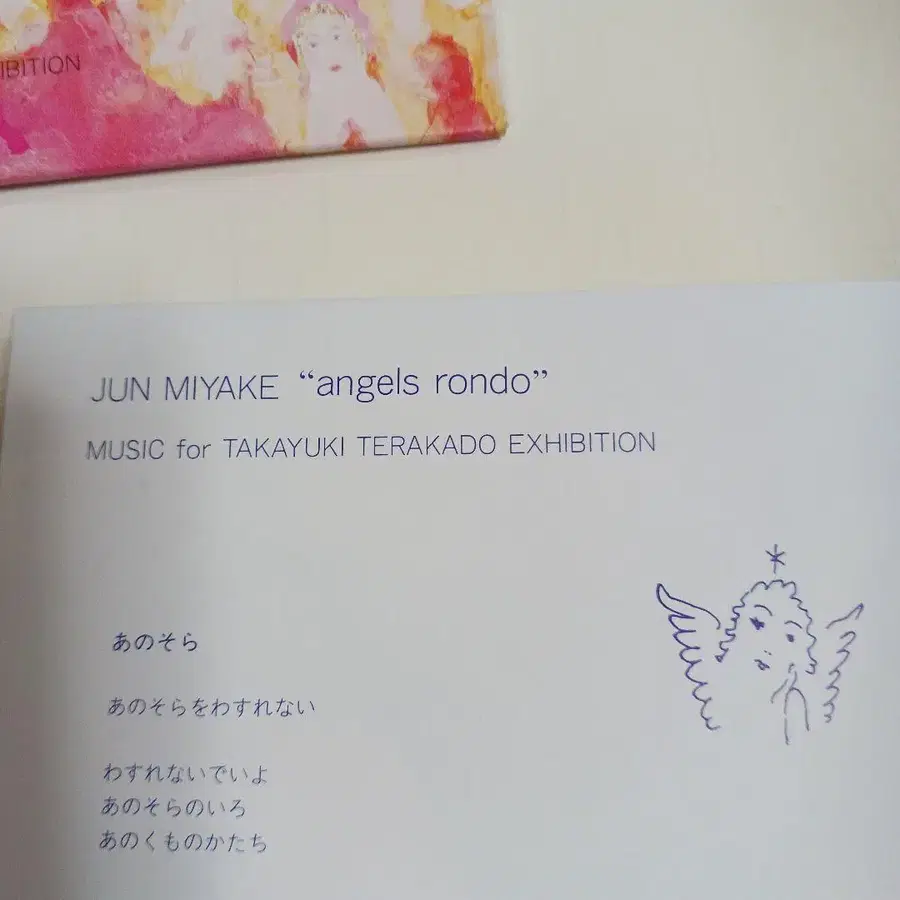 IBITION
JUN MIYAKE “angels rondo”
MUSIC for TAKAYUKI TERAKADO EXHIBITION
あのそら
あのそらをわすれない
わすれないでいよ
あのそらのいろ
あのくものかたち